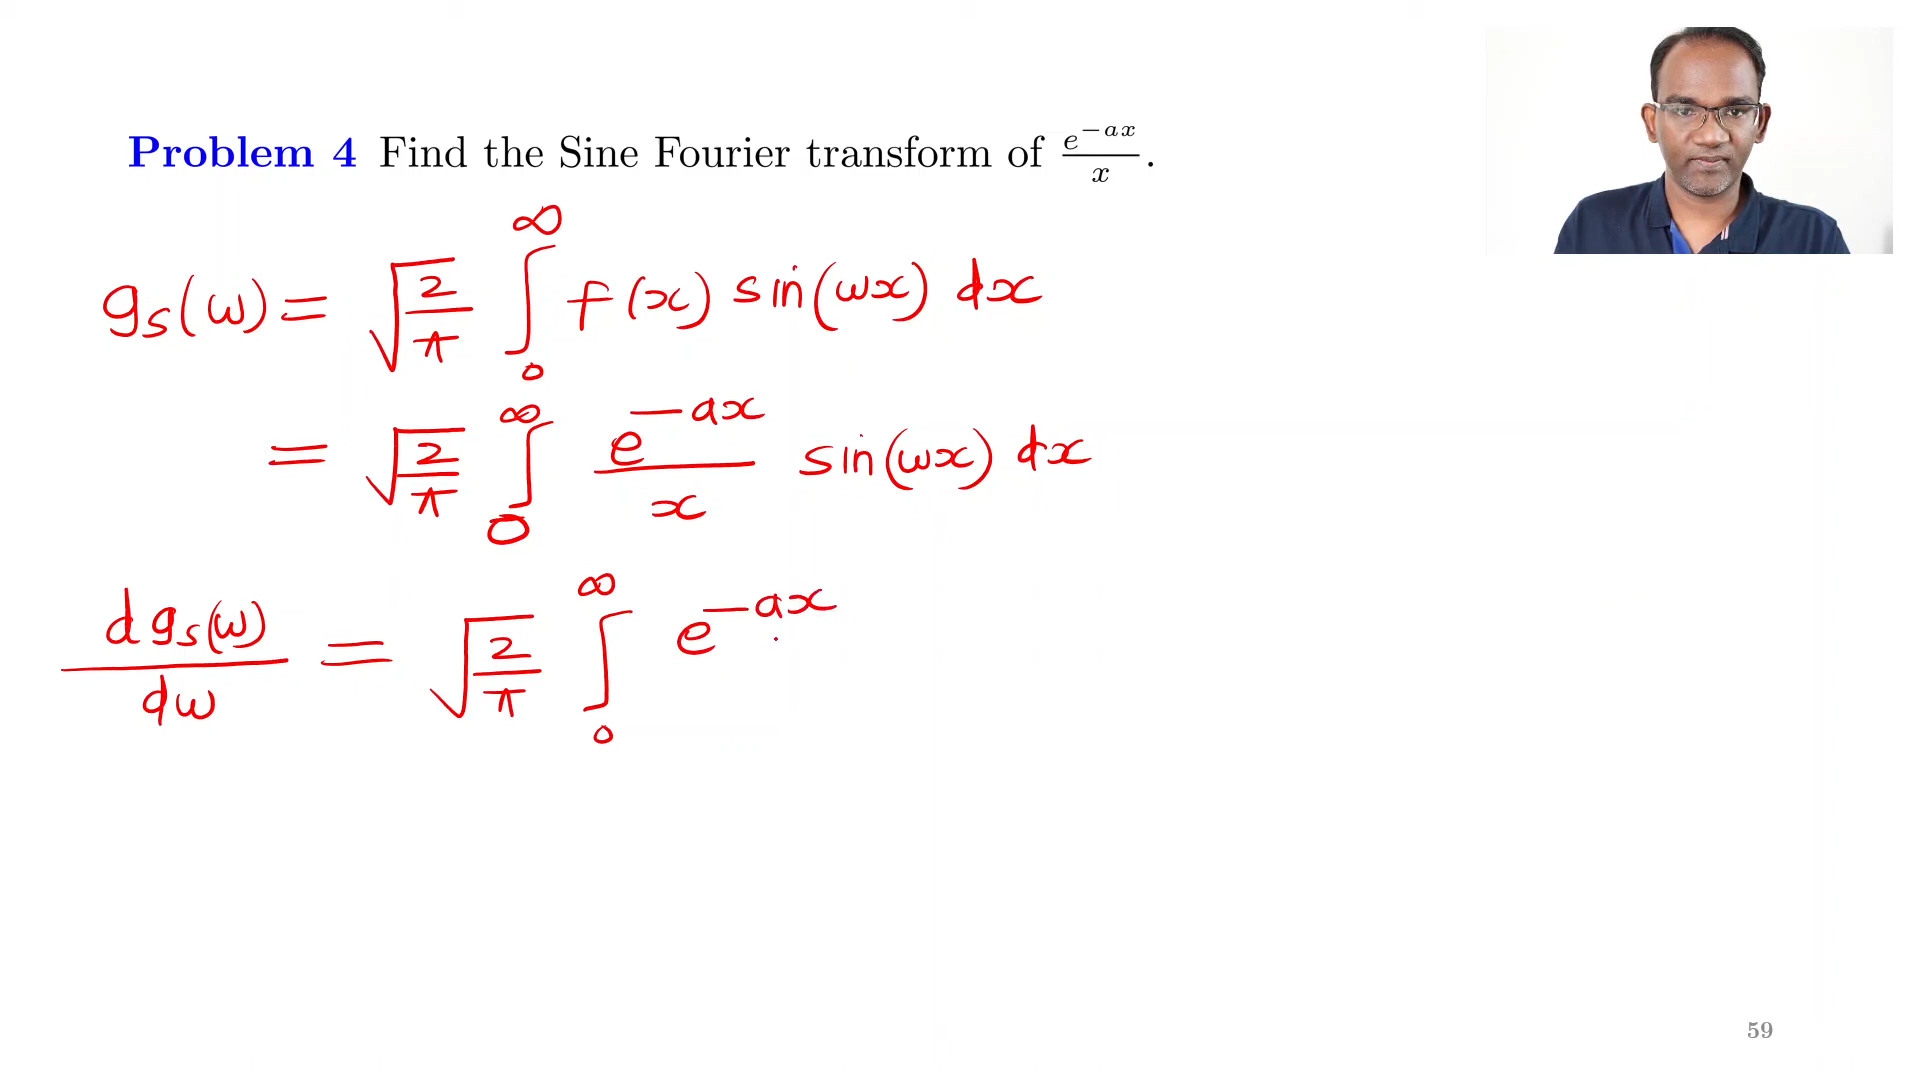 Problem 4 Find the Sine Fourier transform of e^{-ax}/x.
g_s(ω) = √(2/π) ∫_0^∞ f(x) sin(ωx) dx
= √(2/π) ∫_0^∞ e^{-ax}/x sin(ωx) dx
d g_s(ω)/dω = √(2/π) ∫_0^∞ e^{-ax}
59